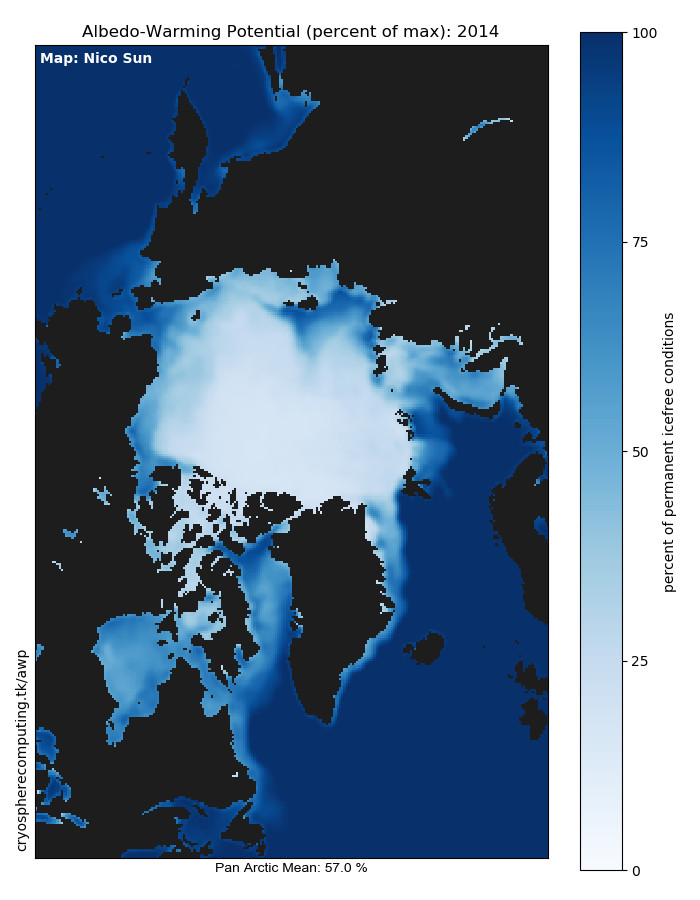 Albedo-Warming Potential (percent of max): 2014
Map: Nico Sun
100
75
50
25
0
percent of permanent icefree conditions
cryospherecomputing.tk/awp
Pan Arctic Mean: 57.0 %